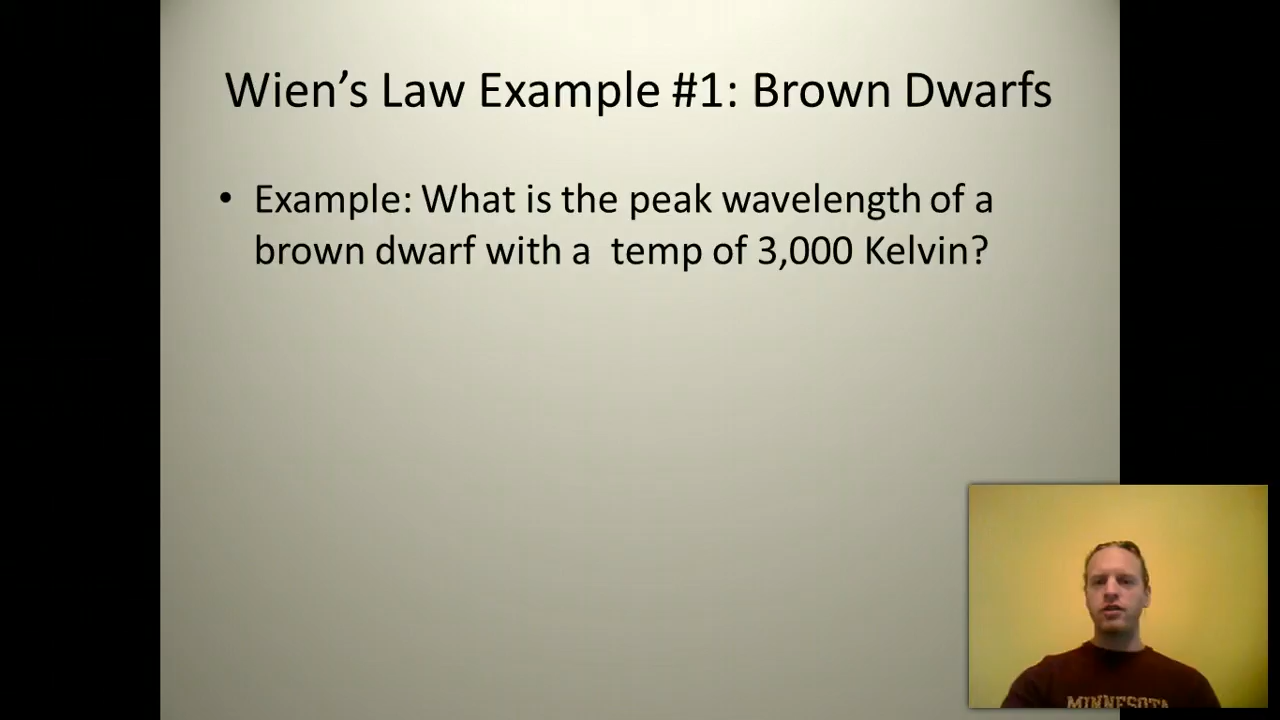 Wien’s Law Example #1: Brown Dwarfs
• Example: What is the peak wavelength of a
brown dwarf with a  temp of 3,000 Kelvin?
MINNESOTA